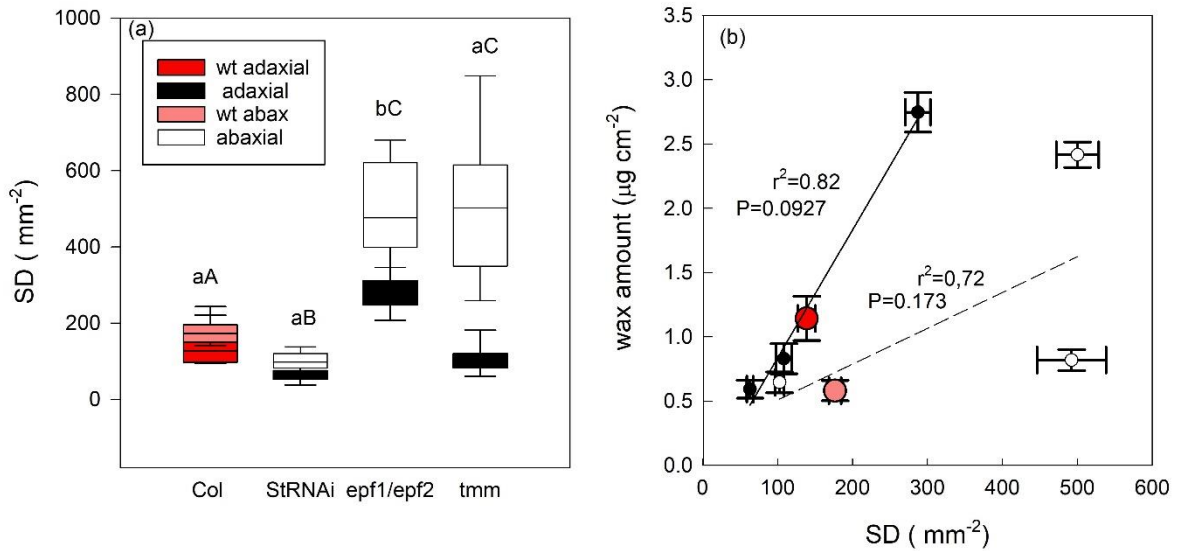 (a)
wt adaxial
adaxial
wt abax
abaxial
aA
aB
bC
aC
1000
800
600
400
200
0
SD ( mm⁻²)
Col StRNAi epf1/epf2 tmm
(b)
r²=0.82
P=0.0927
r²=0,72
P=0.173
3.5
3.0
2.5
2.0
1.5
1.0
0.5
0.0
wax amount (μg cm⁻²)
0 100 200 300 400 500 600
SD ( mm⁻²)